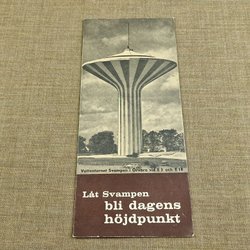 Vattentornet Svampen i Örebro vid E 3 och E 18
Låt Svampen
bli dagens
höjdpunkt